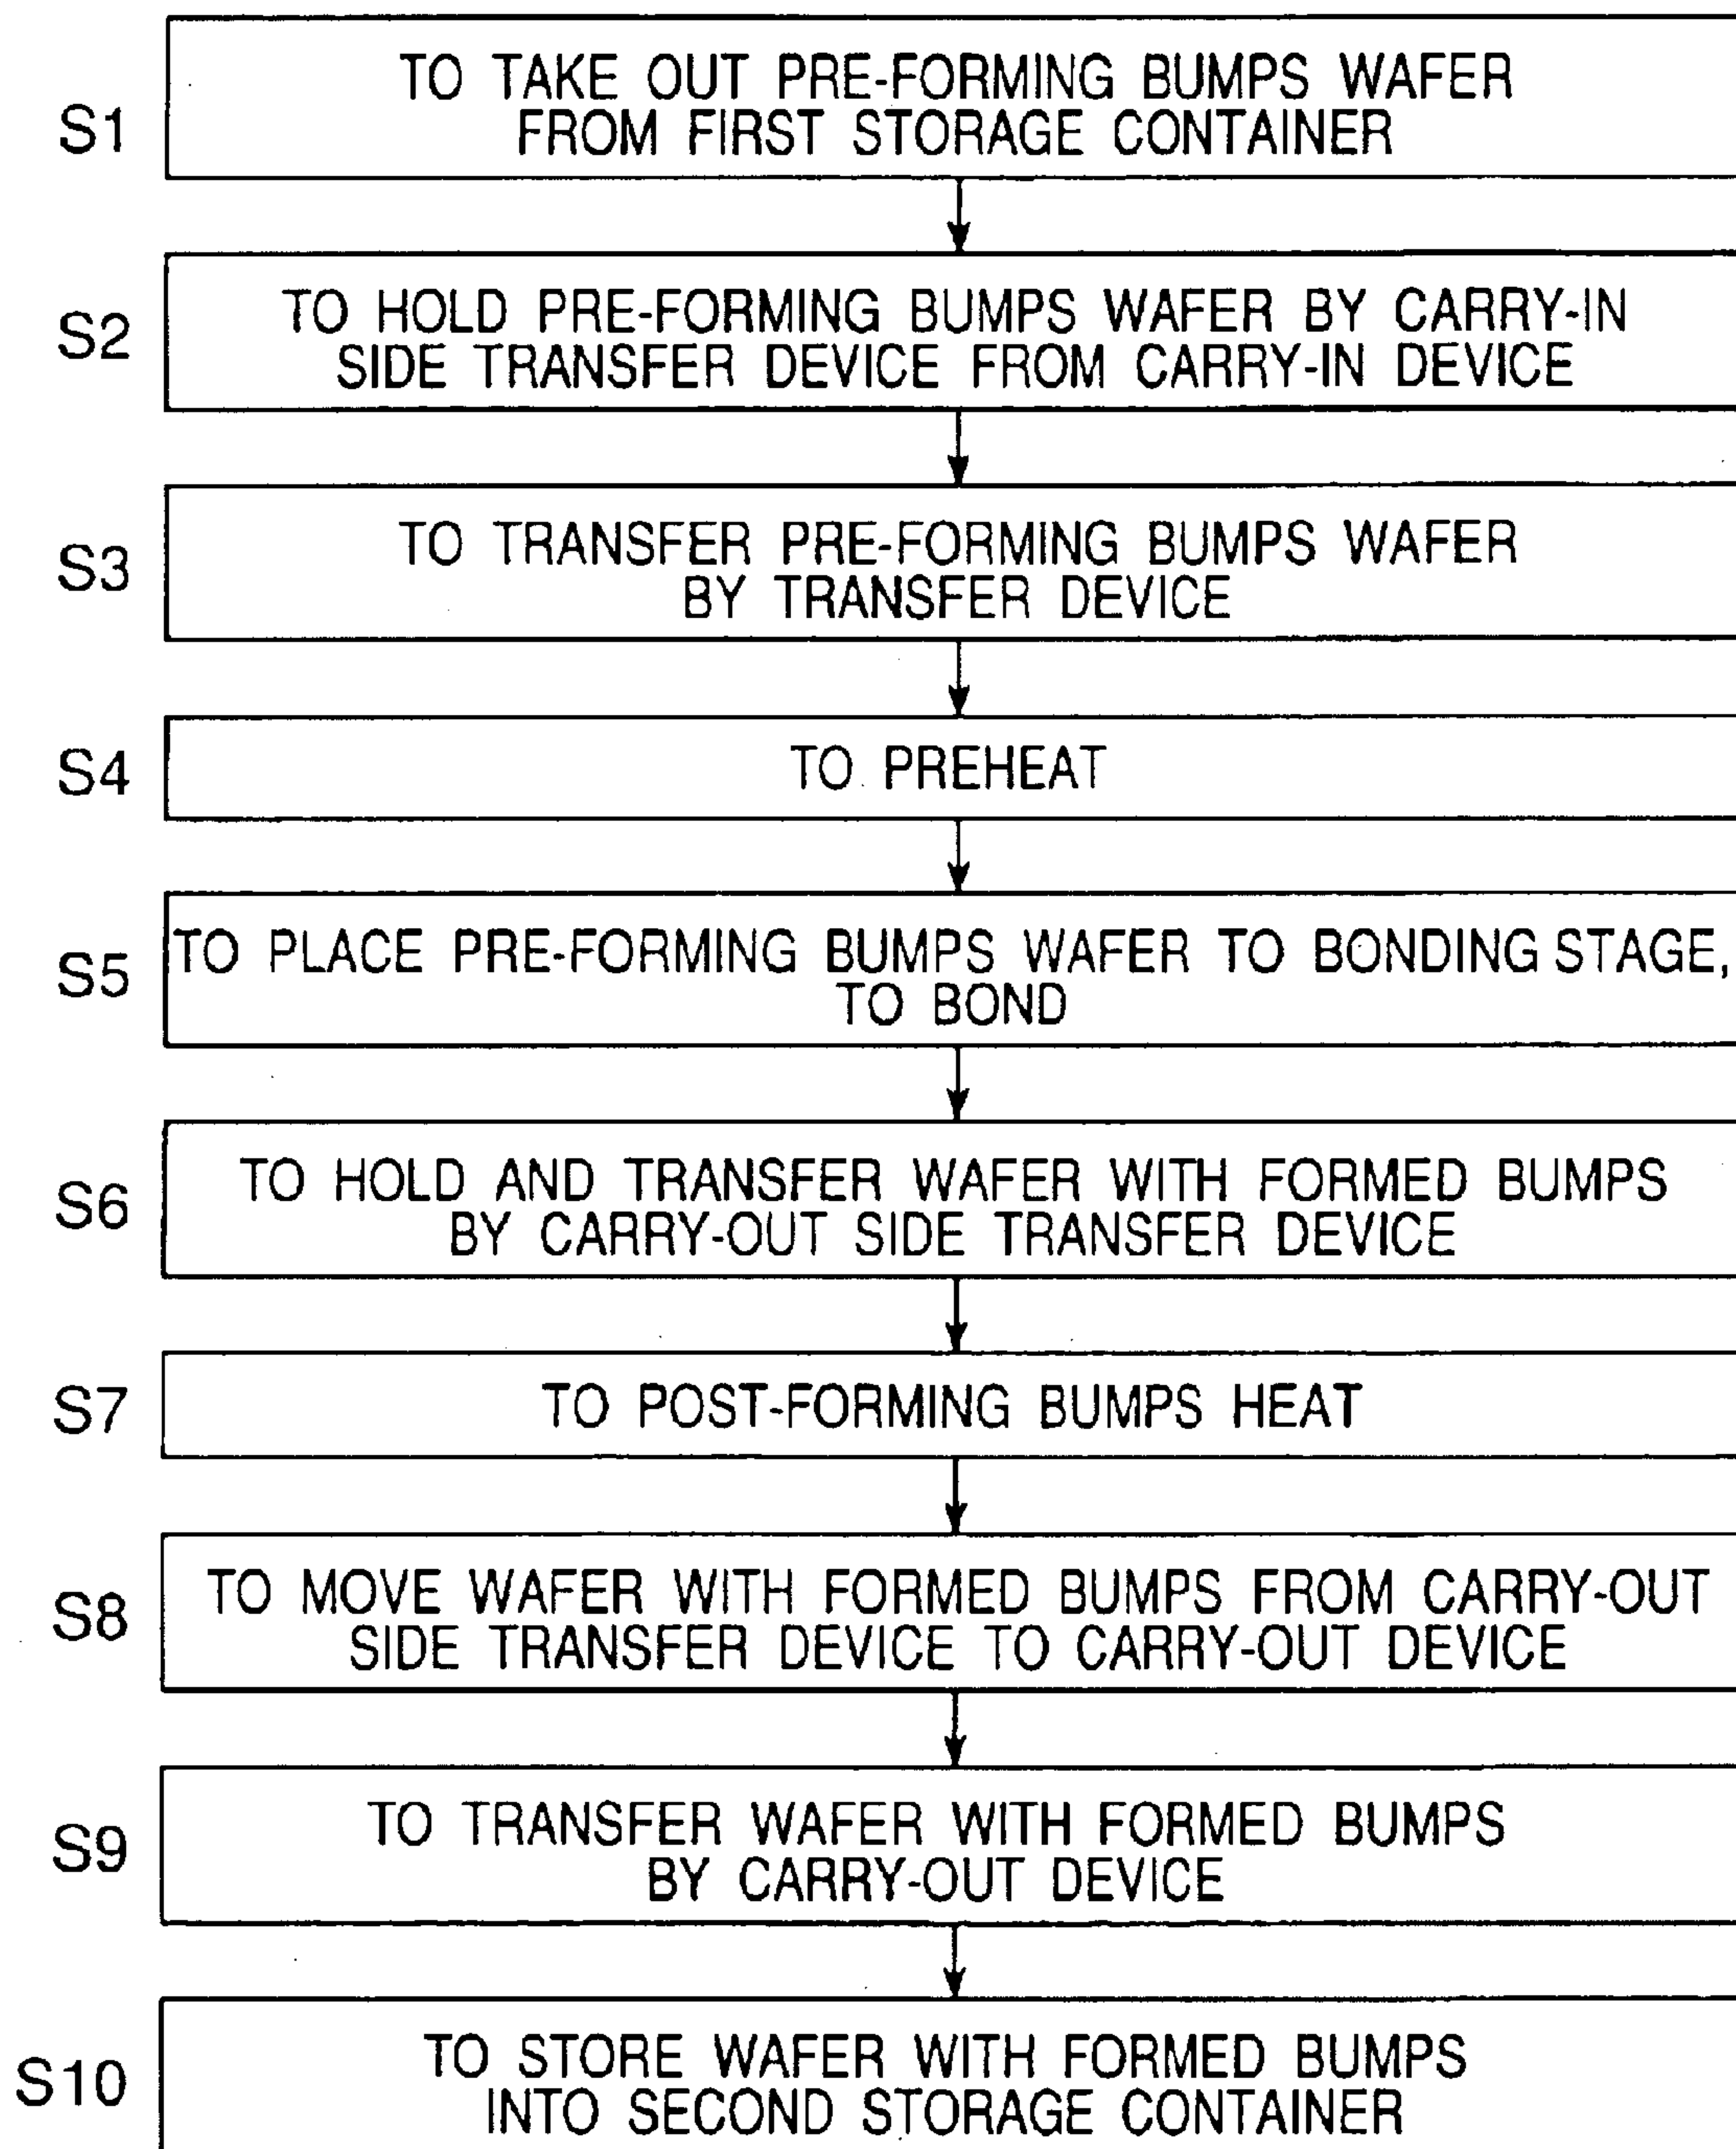 S1
TO TAKE OUT PRE-FORMING BUMPS WAFER
FROM FIRST STORAGE CONTAINER
S2
TO HOLD PRE-FORMING BUMPS WAFER BY CARRY-IN
SIDE TRANSFER DEVICE FROM CARRY-IN DEVICE
S3
TO TRANSFER PRE-FORMING BUMPS WAFER
BY TRANSFER DEVICE
S4
TO PREHEAT
S5
TO PLACE PRE-FORMING BUMPS WAFER TO BONDING STAGE,
TO BOND
S6
TO HOLD AND TRANSFER WAFER WITH FORMED BUMPS
BY CARRY-OUT SIDE TRANSFER DEVICE
S7
TO POST-FORMING BUMPS HEAT
S8
TO MOVE WAFER WITH FORMED BUMPS FROM CARRY-OUT
SIDE TRANSFER DEVICE TO CARRY-OUT DEVICE
S9
TO TRANSFER WAFER WITH FORMED BUMPS
BY CARRY-OUT DEVICE
S10
TO STORE WAFER WITH FORMED BUMPS
INTO SECOND STORAGE CONTAINER